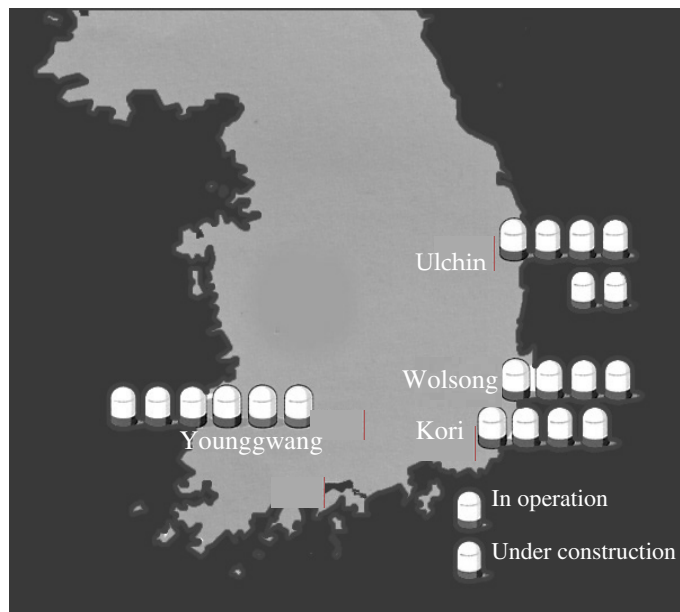 Ulchin
Wolsong
Younggwang
Kori
In operation
Under construction